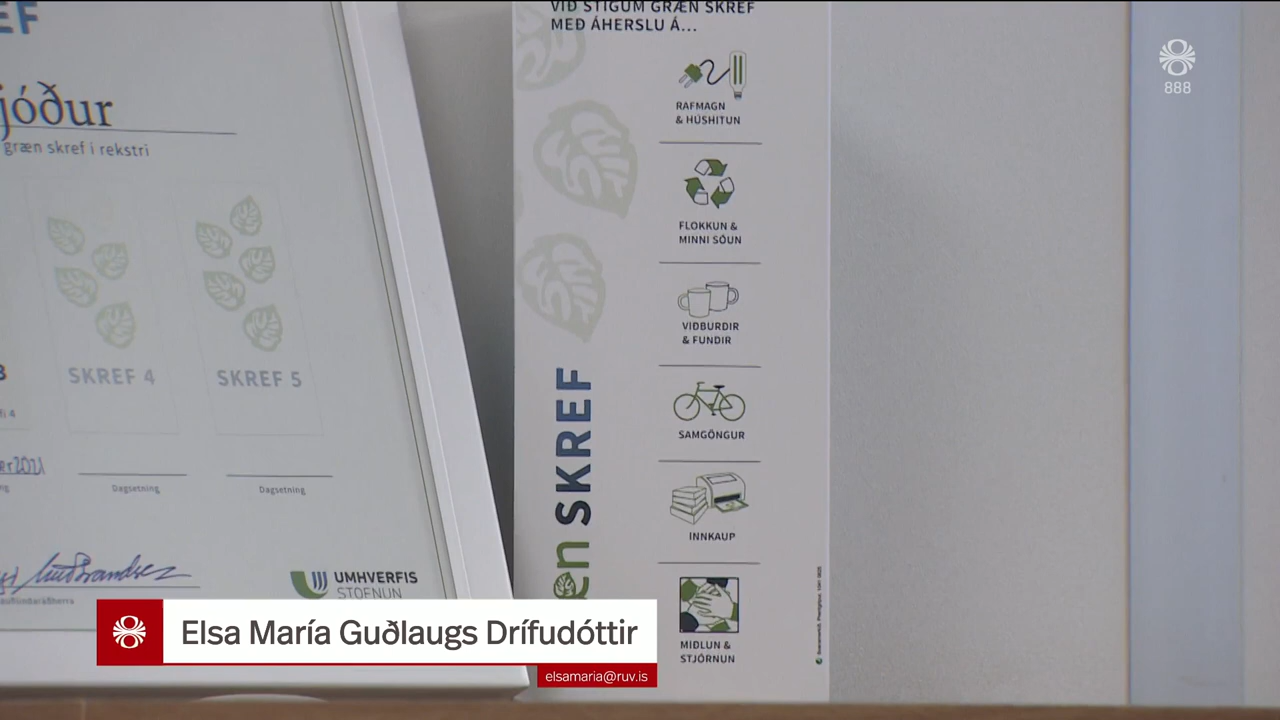 EF
jóður
græn skref í rekstri
SKREF 4
SKREF 5
Dagsetning
Dagsetning
UMHVERFIS
STOFNUN
VIÐ STÍGUM GRÆN SKREF
MEÐ ÁHERSLU Á...
RAFMAGN
& HÚSHITUN
FLOKKUN &
MINNI SÓUN
VIÐBURÐIR
& FUNDIR
SAMGÖNGUR
INNKAUP
MIÐLUN &
STJÓRNUN
æn SKREF
888
Elsa María Guðlaugs Drífudóttir
elsamaria@ruv.is